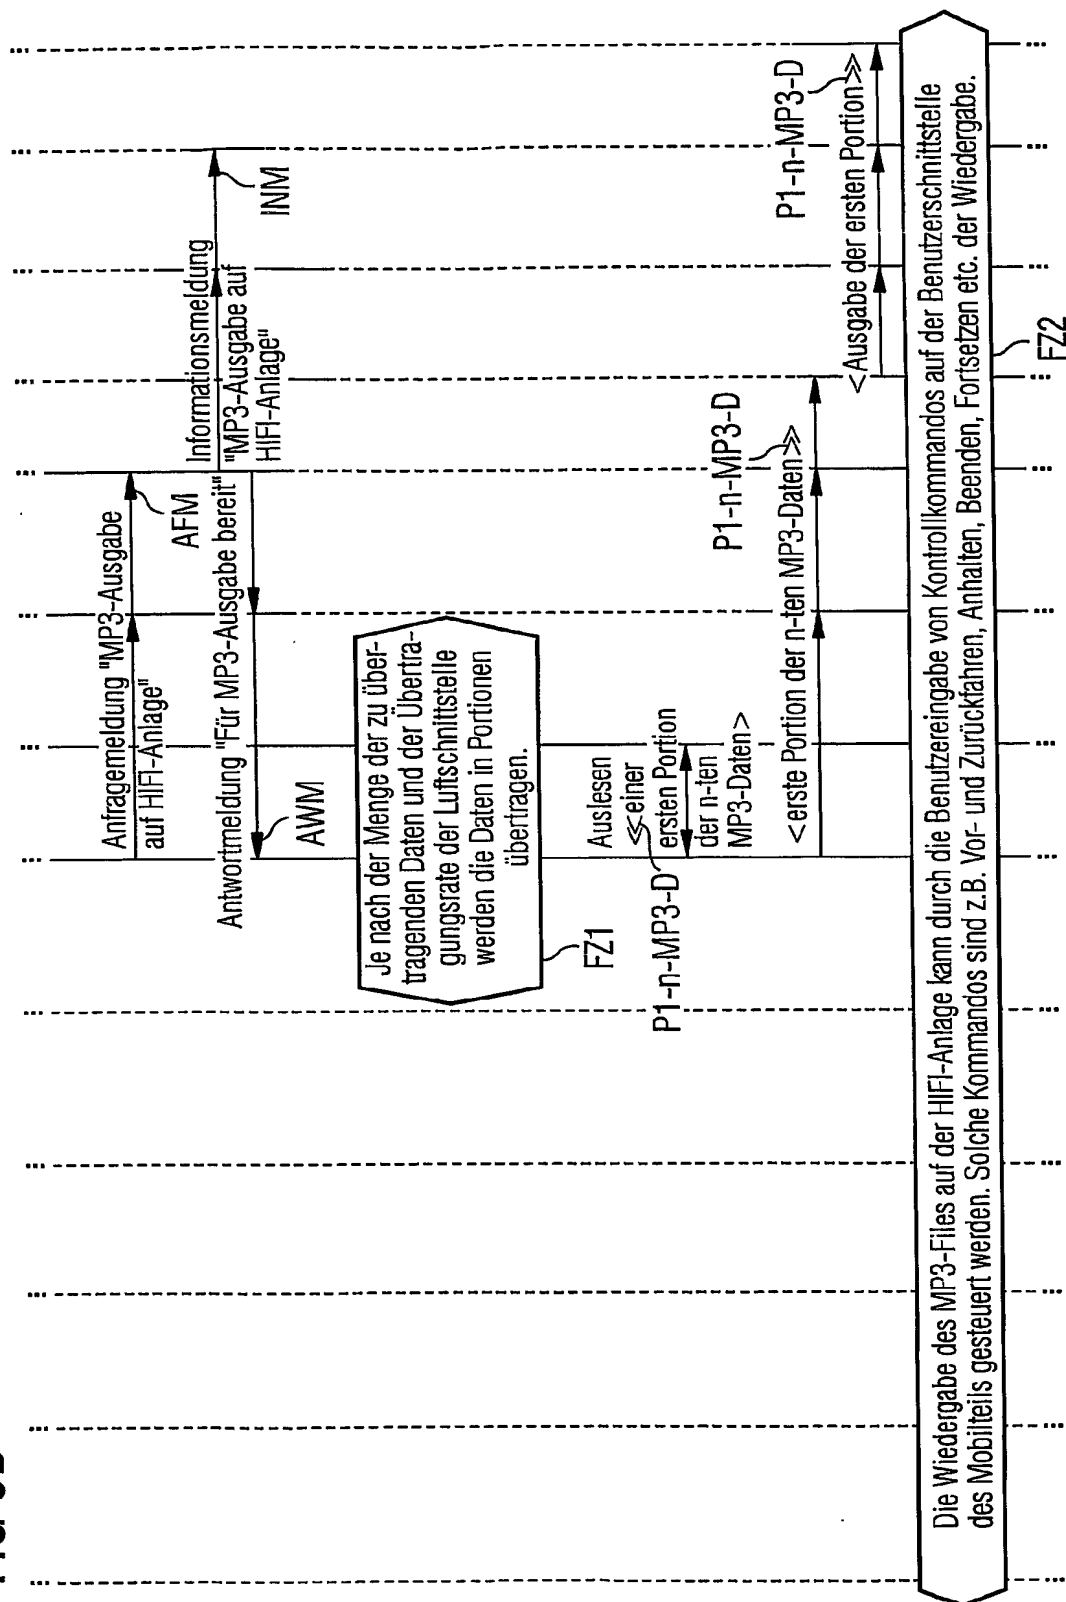 Anfragemeldung "MP3-Ausgabe
auf HIFI-Anlage"
AFM
Informationsmeldung
"MP3-Ausgabe auf
HIFI-Anlage"
INM
Antwortmeldung "Für MP3-Ausgabe bereit"
AWM
Je nach der Menge der zu über-
tragenden Daten und der Übertra-
gungsrate der Luftschnittstelle
werden die Daten in Portionen
übertragen.
FZ1
Auslesen
<<einer
ersten Portion
der n-ten
MP3-Daten>
P1-n-MP3-D
<erste Portion der n-ten MP3-Daten>>
P1-n-MP3-D
<Ausgabe der ersten Portion>>
P1-n-MP3-D
Die Wiedergabe des MP3-Files auf der HIFI-Anlage kann durch die Benutzereingabe von Kontrollkommandos auf der Benutzerschnittstelle
des Mobilteils gesteuert werden. Solche Kommandos sind z.B. Vor- und Zurückfahren, Anhalten, Beenden, Fortsetzen etc. der Wiedergabe.
FZ2